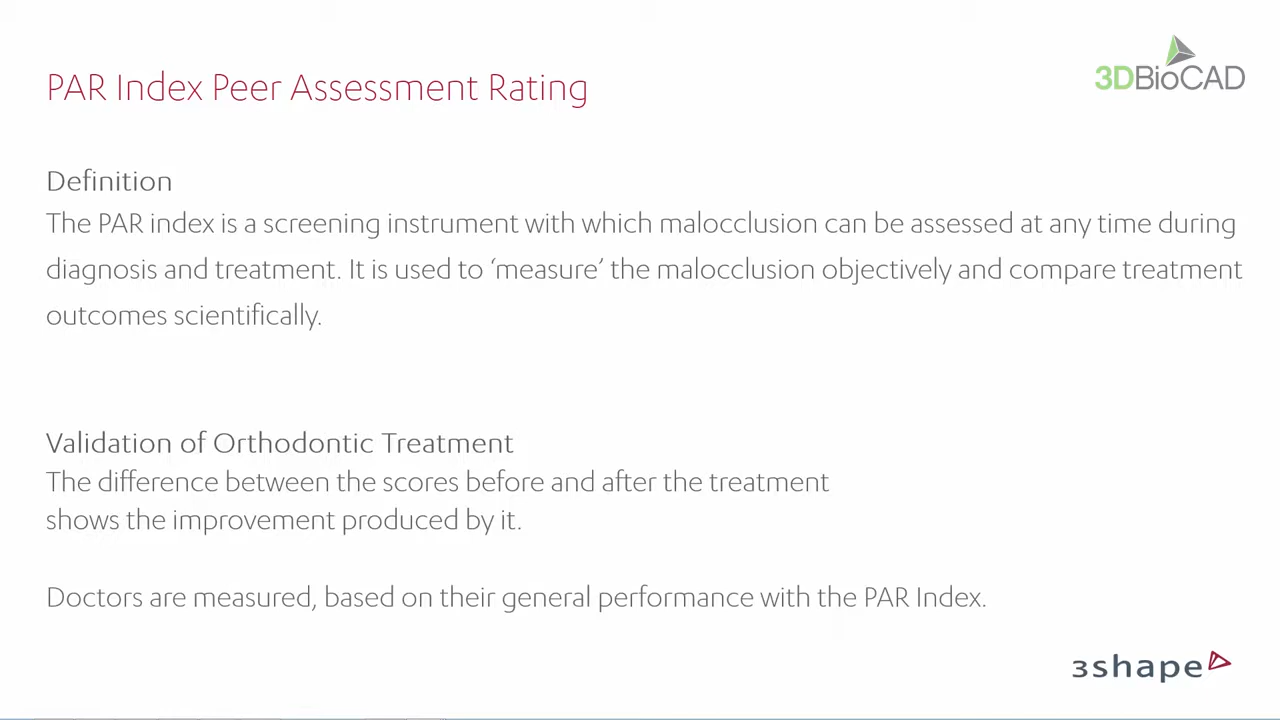 PAR Index Peer Assessment Rating
3DBioCAD
Definition
The PAR index is a screening instrument with which malocclusion can be assessed at any time during
diagnosis and treatment. It is used to ‘measure’ the malocclusion objectively and compare treatment
outcomes scientifically.
Validation of Orthodontic Treatment
The difference between the scores before and after the treatment
shows the improvement produced by it.
Doctors are measured, based on their general performance with the PAR Index.
3shape